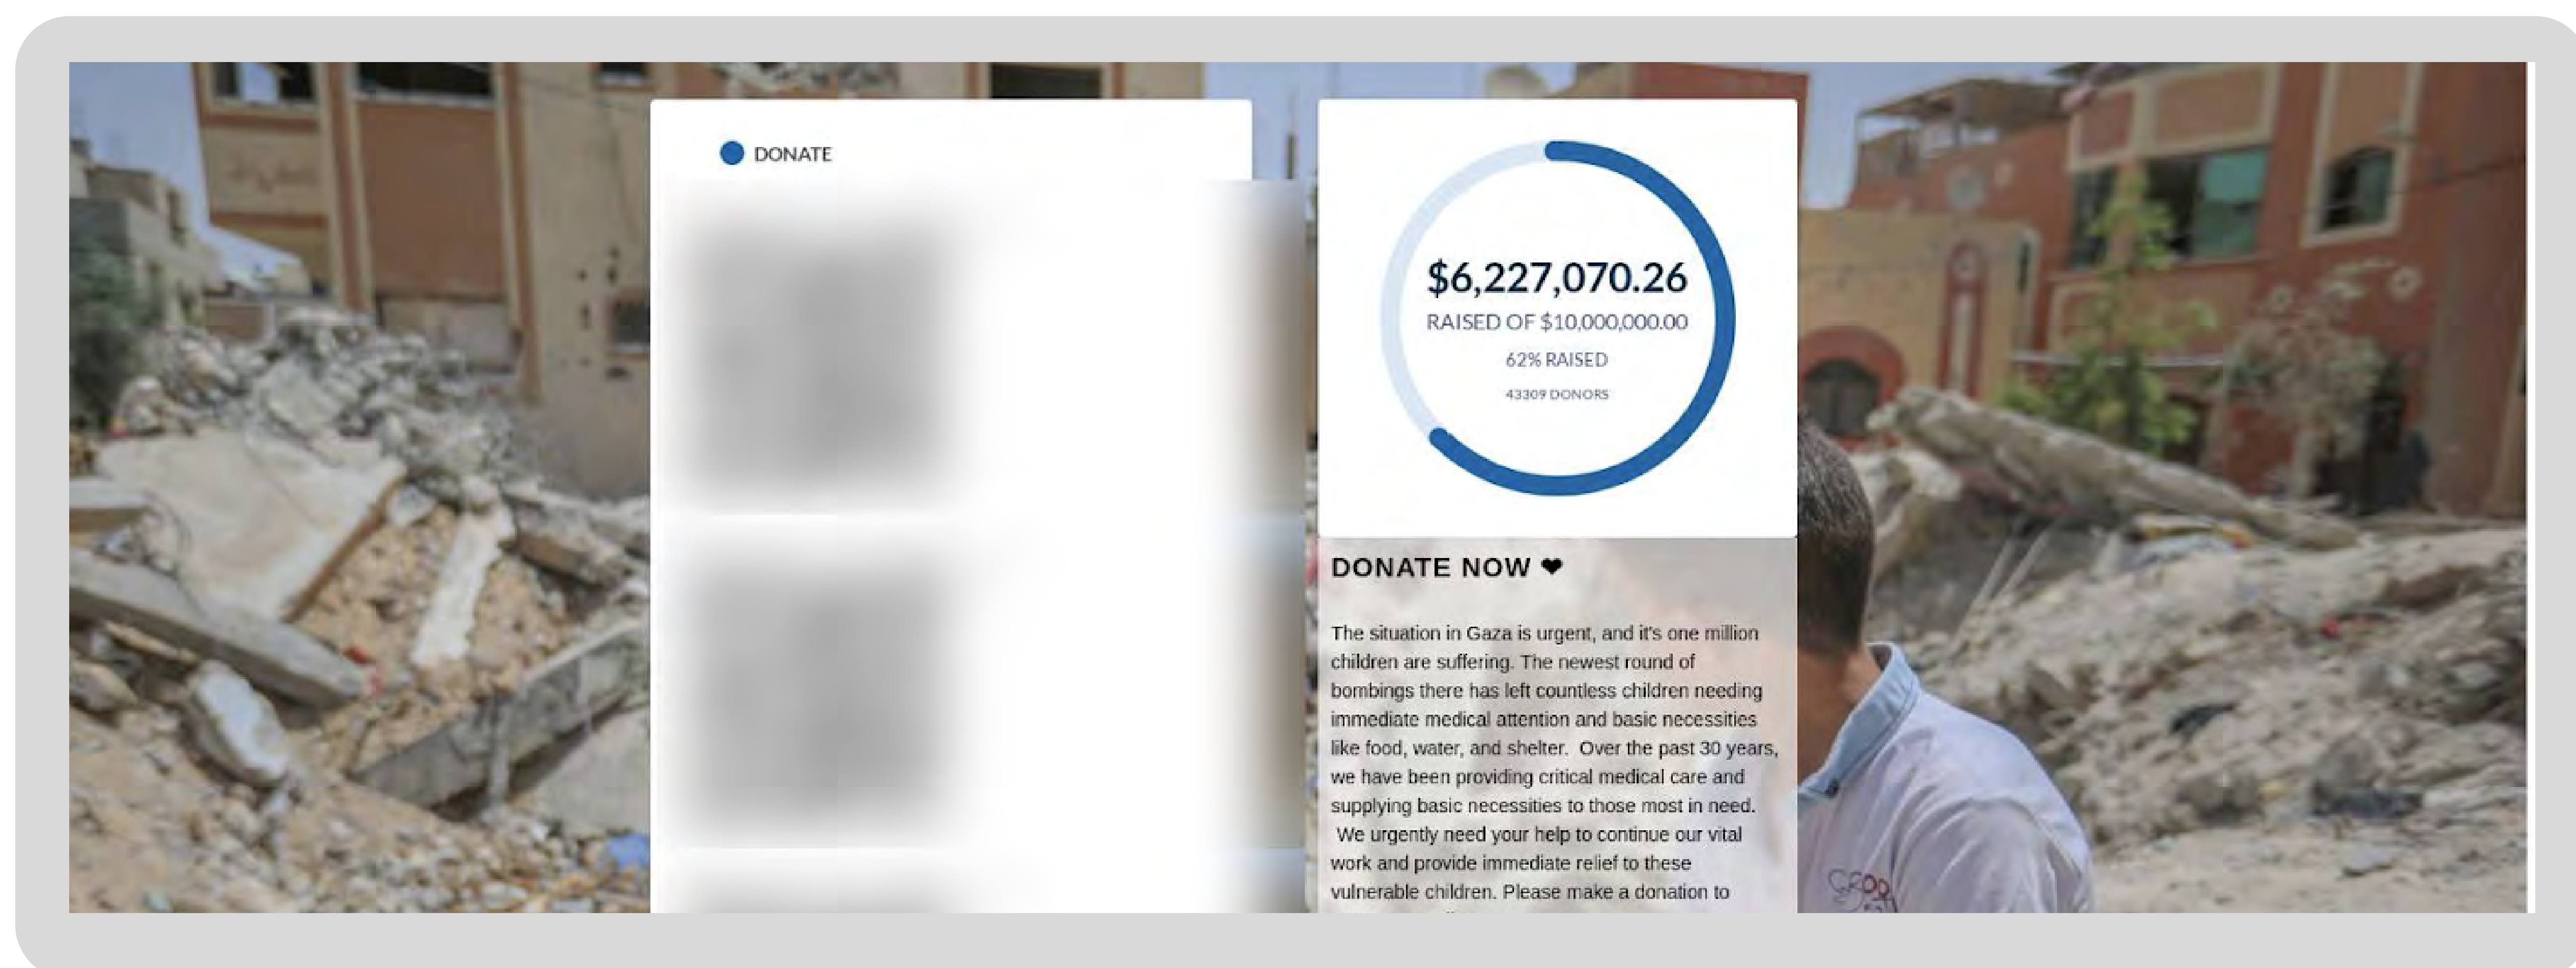 DONATE
$6,227,070.26
RAISED OF $10,000,000.00
62% RAISED
43309 DONORS
DONATE NOW ❤
The situation in Gaza is urgent, and it's one million
children are suffering. The newest round of
bombings there has left countless children needing
immediate medical attention and basic necessities
like food, water, and shelter.  Over the past 30 years,
we have been providing critical medical care and
supplying basic necessities to those most in need.
We urgently need your help to continue our vital
work and provide immediate relief to these
vulnerable children. Please make a donation to